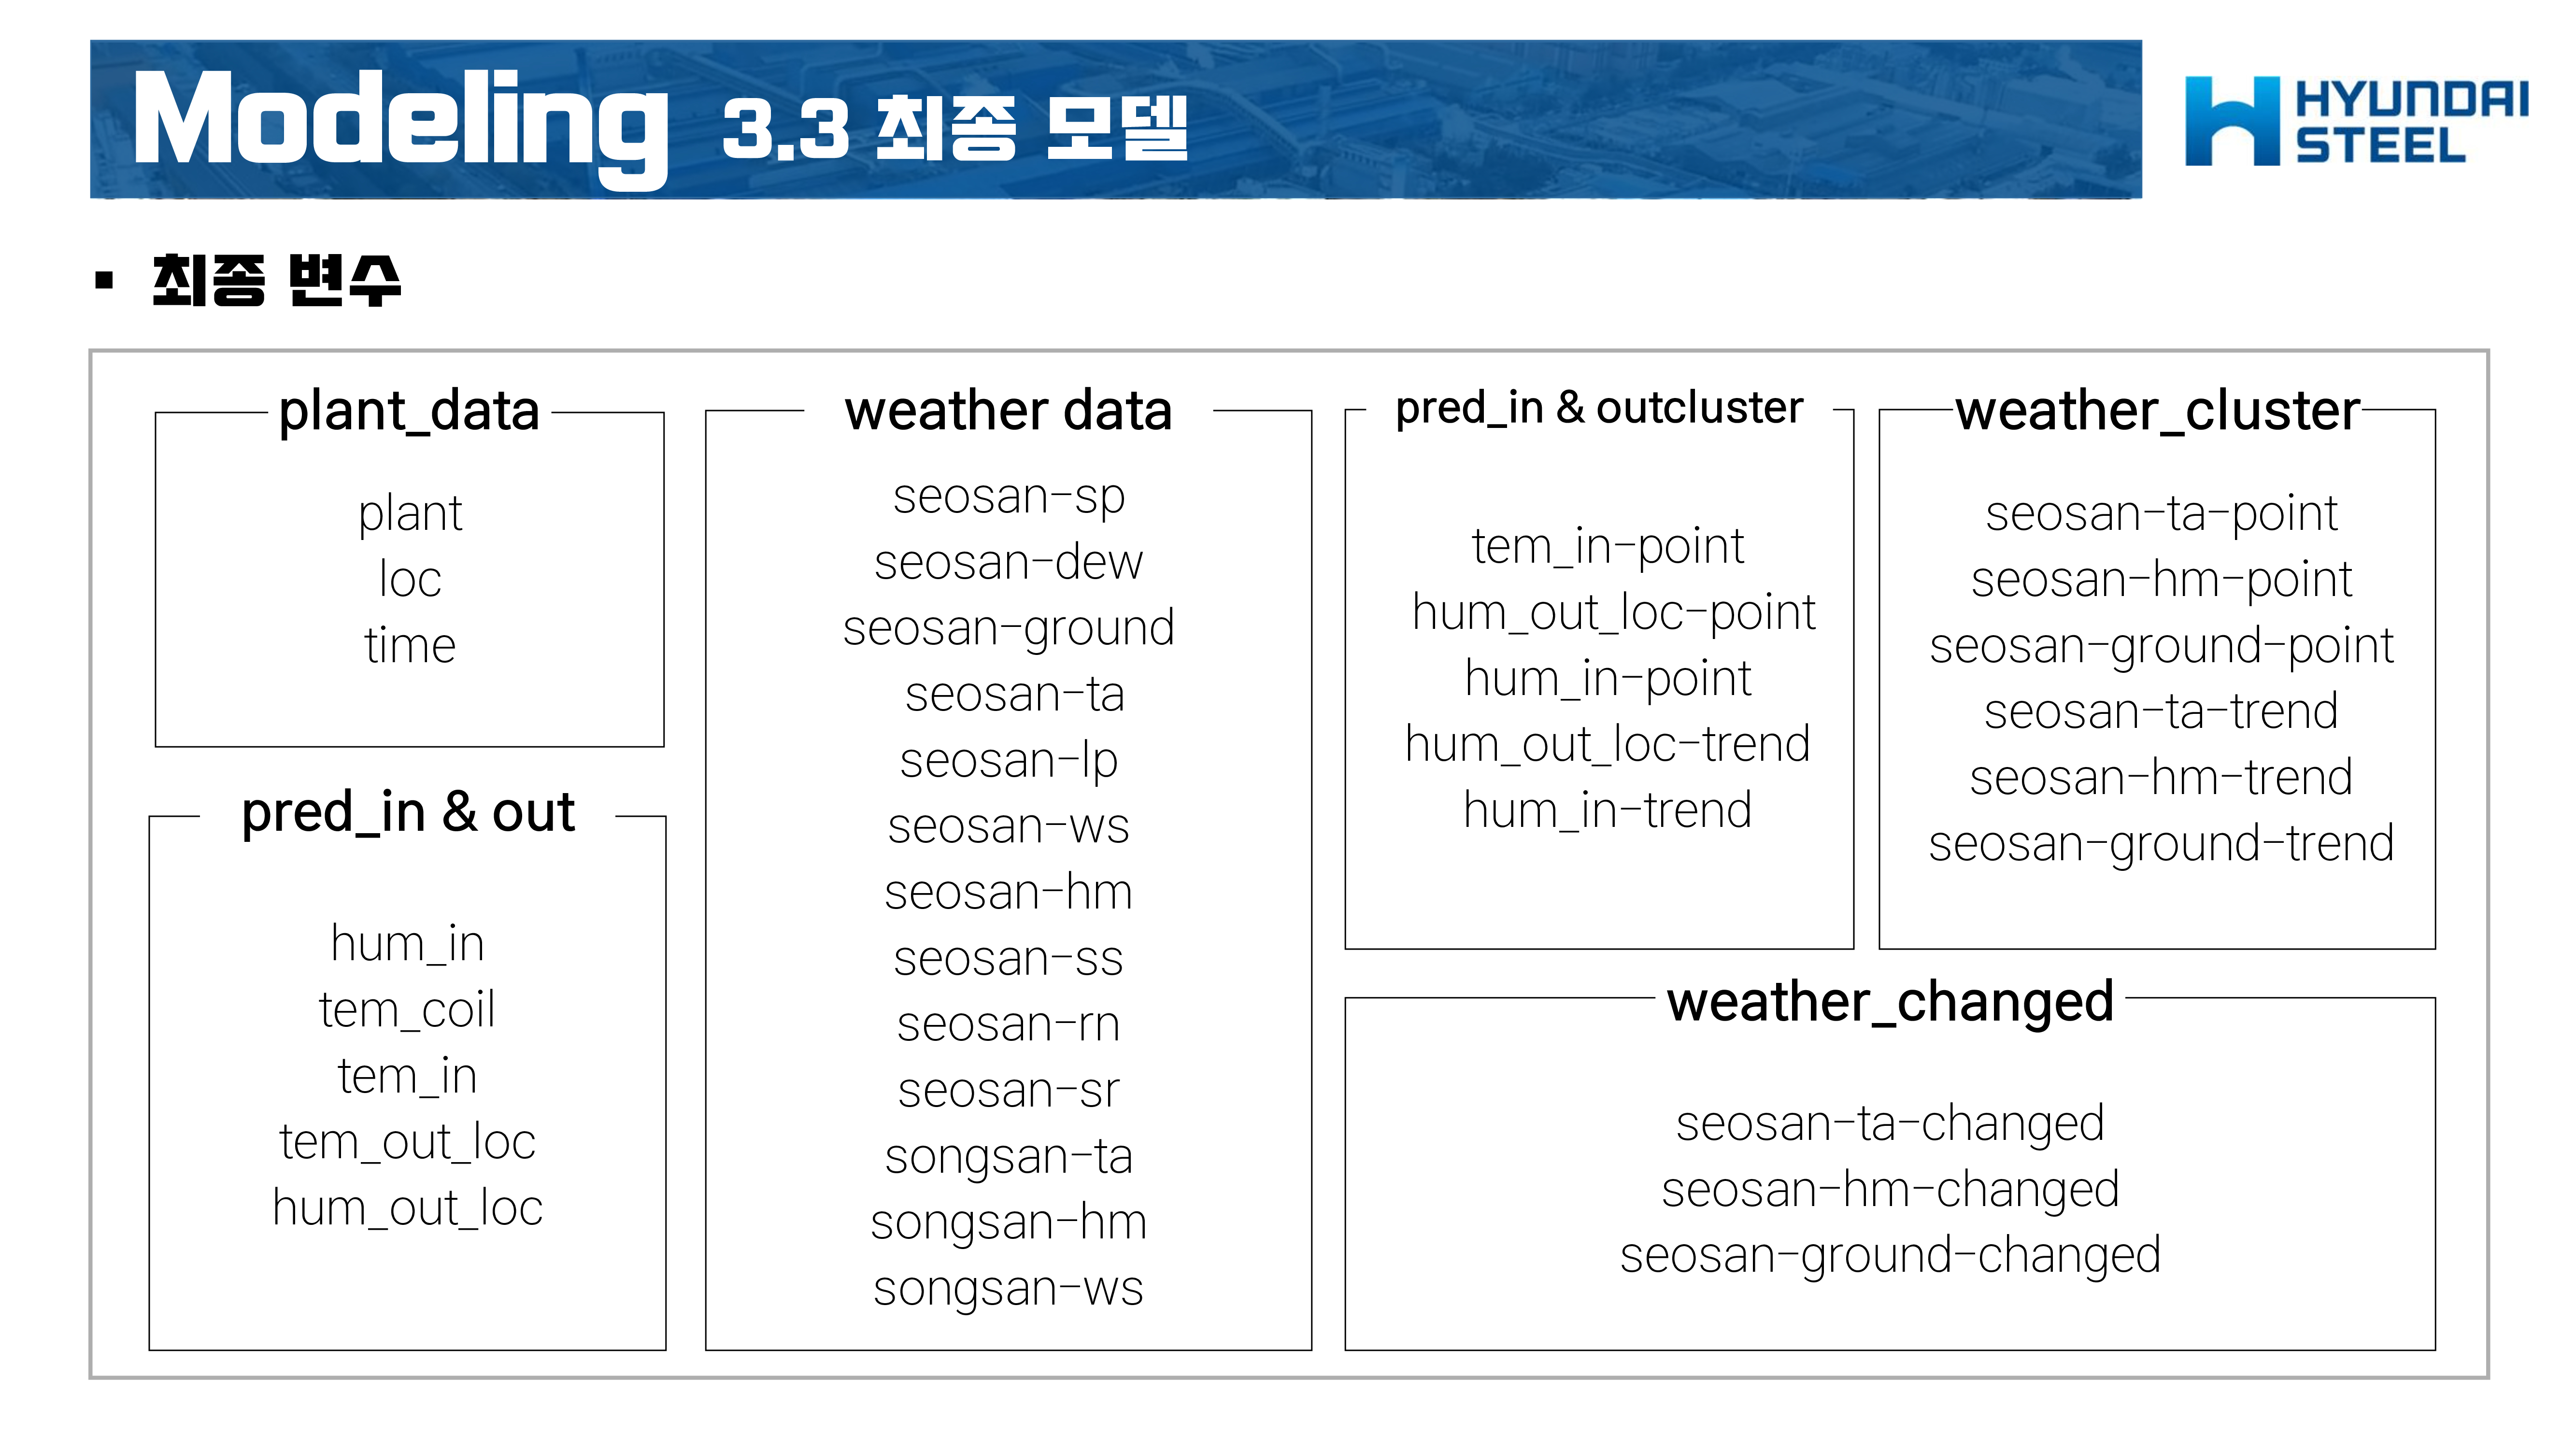 Modeling 3.3 최종 모델
HYUNDAI
STEEL
▪ 최종 변수
plant_data
plant
loc
time
pred_in & out
hum_in
tem_coil
tem_in
tem_out_loc
hum_out_loc
weather data
seosan-sp
seosan-dew
seosan-ground
seosan-ta
seosan-lp
seosan-ws
seosan-hm
seosan-ss
seosan-rn
seosan-sr
songsan-ta
songsan-hm
songsan-ws
pred_in & outcluster
tem_in-point
hum_out_loc-point
hum_in-point
hum_out_loc-trend
hum_in-trend
weather_cluster
seosan-ta-point
seosan-hm-point
seosan-ground-point
seosan-ta-trend
seosan-hm-trend
seosan-ground-trend
weather_changed
seosan-ta-changed
seosan-hm-changed
seosan-ground-changed